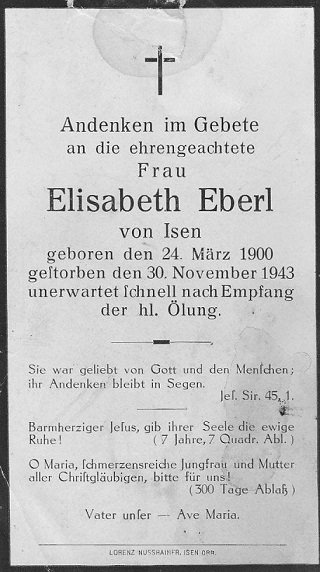 Andenken im Gebete
an die ehrengeachtete
Frau
Elisabeth Eberl
von Isen
geboren den 24. März 1900
geſtorben den 30. November 1943
unerwartet ſchnell nach Empfang
der hl. Ölung.
Sie war geliebt von Gott und den Menſchen;
ihr Andenken bleibt in Segen.
Jeſ. Sir. 45, 1.
Barmherziger Jeſus, gib ihrer Seele die ewige
Ruhe! ( 7 Jahre, 7 Quadr. Abl. )
O Maria, ſchmerzensreiche Jungfrau und Mutter
aller Chriſtgläubigen, bitte für uns!
(300 Tage Ablaß)
Vater unſer — Ave Maria.
LORENZ NUSSRAINER, ISEN OBB.